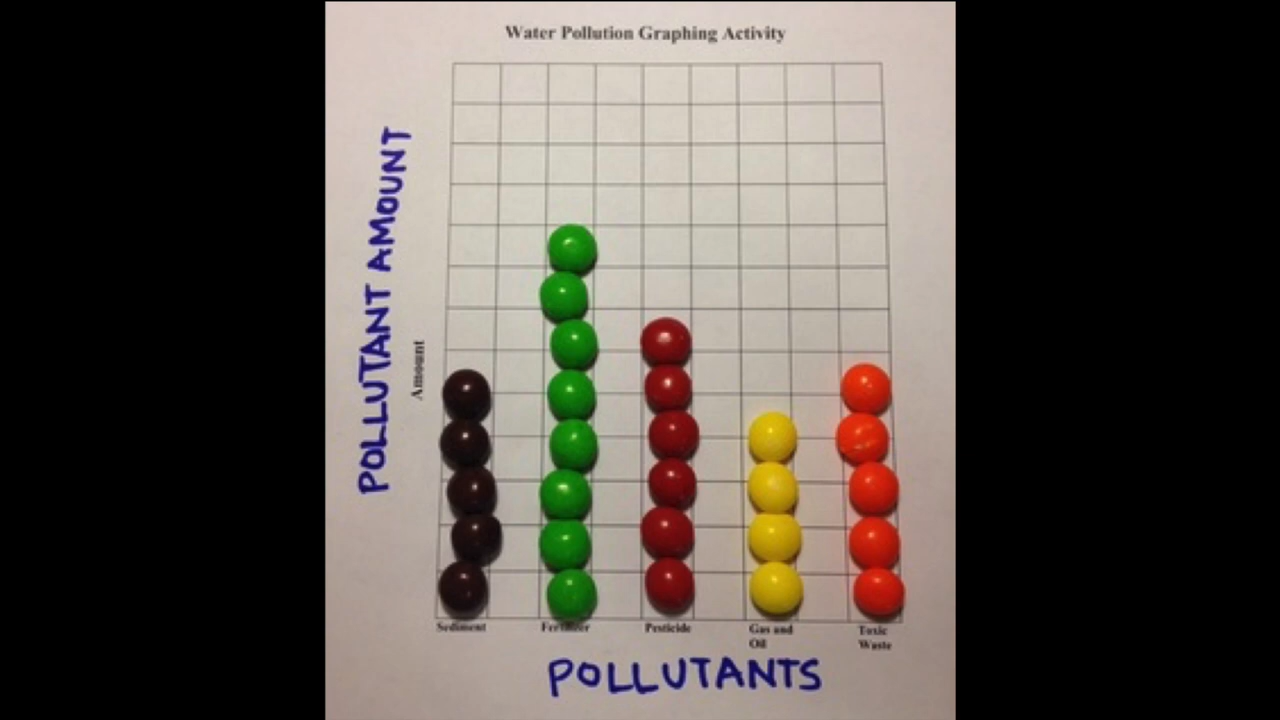 Water Pollution Graphing Activity
POLLUTANT AMOUNT
Amount
Sediment
Fertilizer
Pesticide
Gas and
Oil
Toxic
Waste
POLLUTANTS